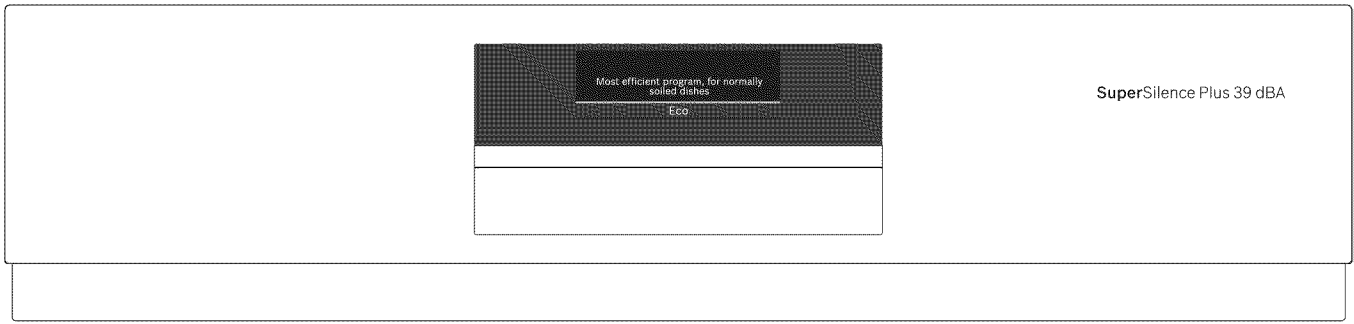 Most efficient program, for normally
soiled dishes
Eco
SuperSilence Plus 39 dBA